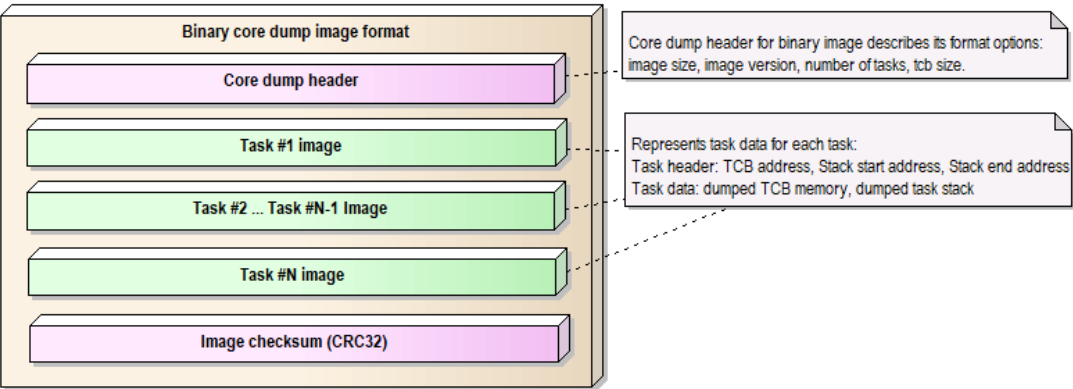 Binary core dump image format
Core dump header
Core dump header for binary image describes its format options:
image size, image version, number of tasks, tcb size.
Task #1 image
Represents task data for each task:
Task header: TCB address, Stack start address, Stack end address
Task data: dumped TCB memory, dumped task stack
Task #2 ... Task #N-1 Image
Task #N image
Image checksum (CRC32)